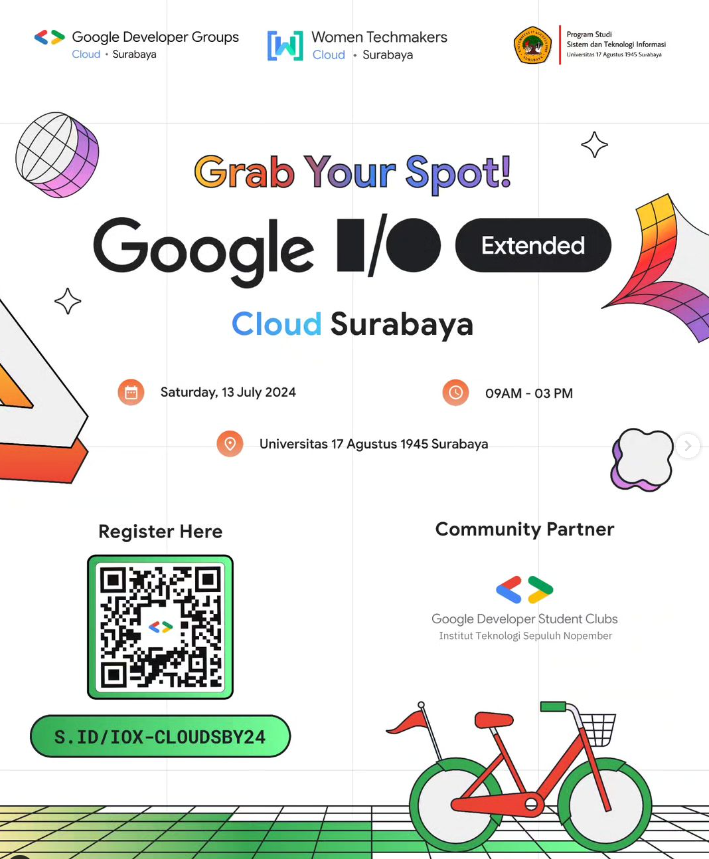 Google Developer Groups
Cloud • Surabaya
Women Techmakers
Cloud • Surabaya
Program Studi
Sistem dan Teknologi Informasi
Universitas 17 Agustus 1945 Surabaya
Grab Your Spot!
Google I/O Extended
Cloud Surabaya
Saturday, 13 July 2024
09AM - 03 PM
Universitas 17 Agustus 1945 Surabaya
Register Here
S.ID/IOX-CLOUDSBY24
Community Partner
Google Developer Student Clubs
Institut Teknologi Sepuluh Nopember